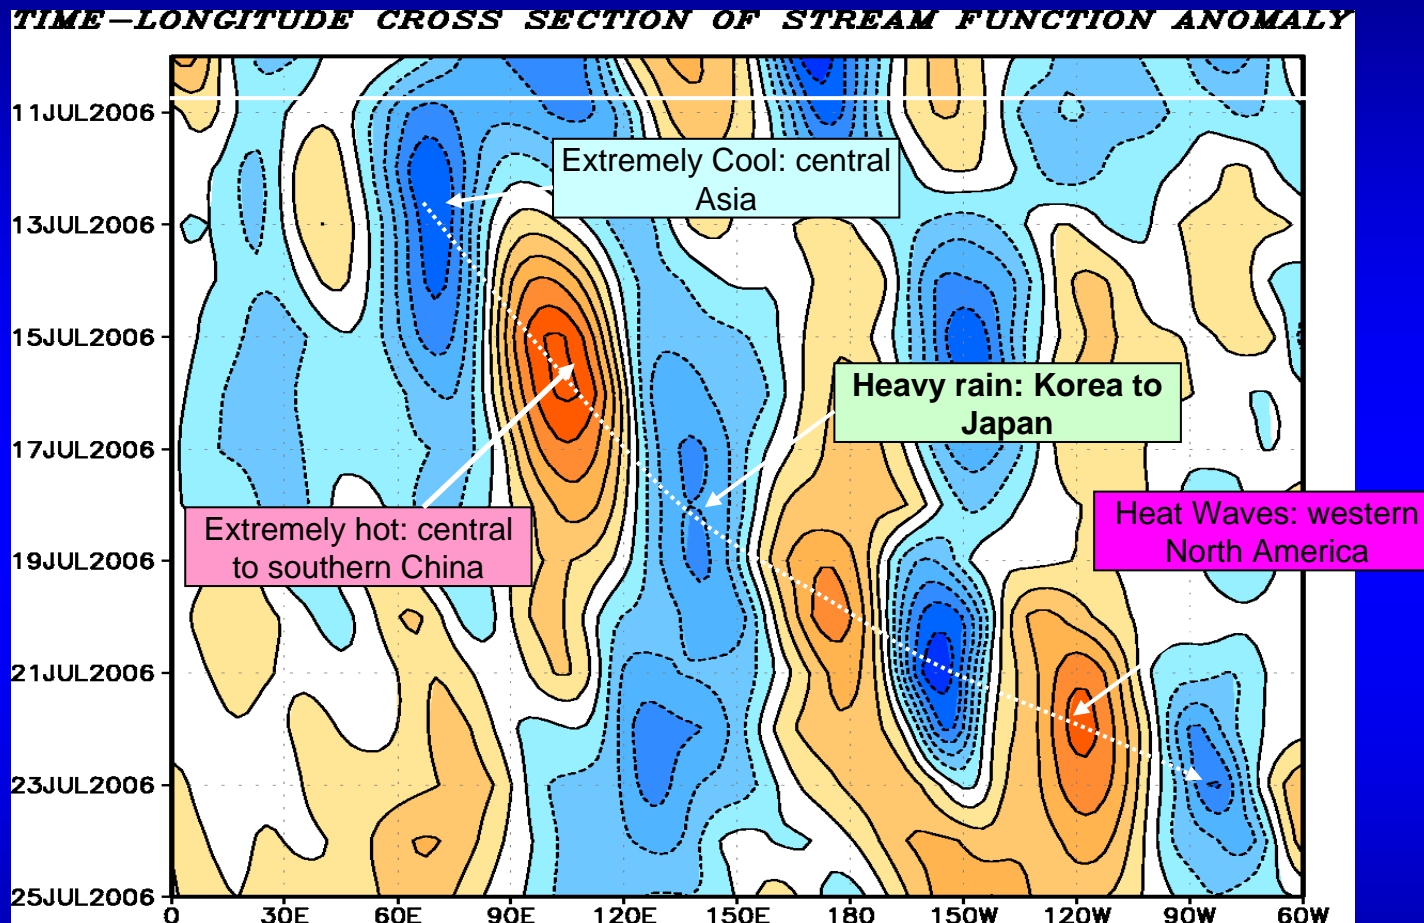 TIME-LONGITUDE CROSS SECTION OF STREAM FUNCTION ANOMALY
11JUL2006
Extremely Cool: central
Asia
13JUL2006
15JUL2006
Heavy rain: Korea to
Japan
17JUL2006
Extremely hot: central
to southern China
Heat Waves: western
North America
19JUL2006
21JUL2006
23JUL2006
25JUL2006
0 30E 60E 90E 120E 150E 180 150W 120W 90W 60W